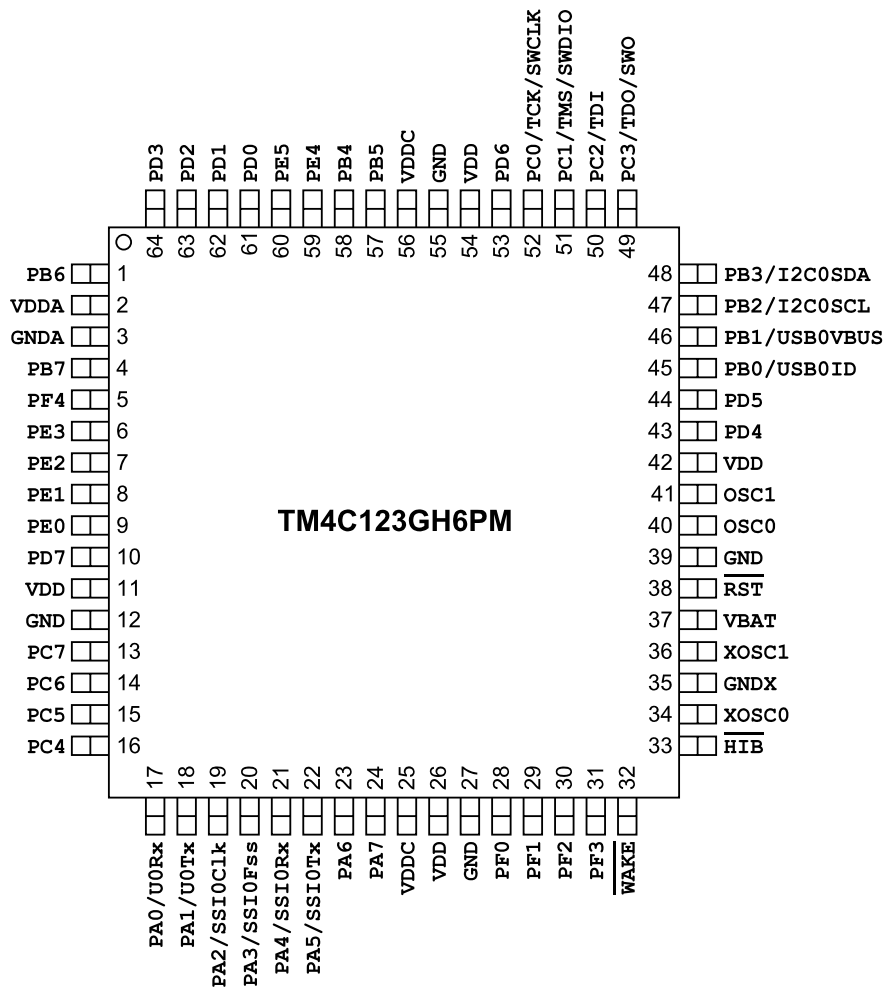 PC0/TCK/SWCLK
PC1/TMS/SWDIO
PC2/TDI
PC3/TDO/SWO
PD3
PD2
PD1
PD0
PE5
PE4
PB4
PB5
VDDC
GND
VDD
PD6
64
63
62
61
60
59
58
57
56
55
54
53
52
51
50
49
PB6 1
VDDA 2
GNDA 3
PB7 4
PF4 5
PE3 6
PE2 7
PE1 8
PE0 9
PD7 10
VDD 11
GND 12
PC7 13
PC6 14
PC5 15
PC4 16
TM4C123GH6PM
48 PB3/I2C0SDA
47 PB2/I2C0SCL
46 PB1/USB0VBUS
45 PB0/USB0ID
44 PD5
43 PD4
42 VDD
41 OSC1
40 OSC0
39 GND
38 RST
37 VBAT
36 XOSC1
35 GNDX
34 XOSC0
33 HIB
17
18
19
20
21
22
23
24
25
26
27
28
29
30
31
32
PA0/U0Rx
PA1/U0Tx
PA2/SSI0Clk
PA3/SSI0Fss
PA4/SSI0Rx
PA5/SSI0Tx
PA6
PA7
VDDC
VDD
GND
PF0
PF1
PF2
PF3
WAKE